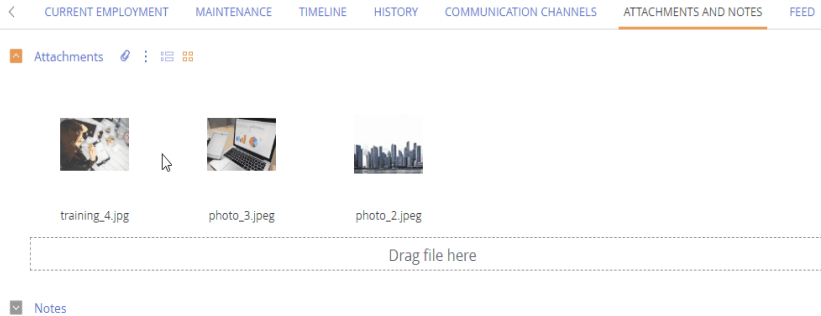 CURRENT EMPLOYMENT MAINTENANCE TIMELINE HISTORY COMMUNICATION CHANNELS ATTACHMENTS AND NOTES FEED
Attachments
training_4.jpg photo_3.jpeg photo_2.jpeg
Drag file here
Notes